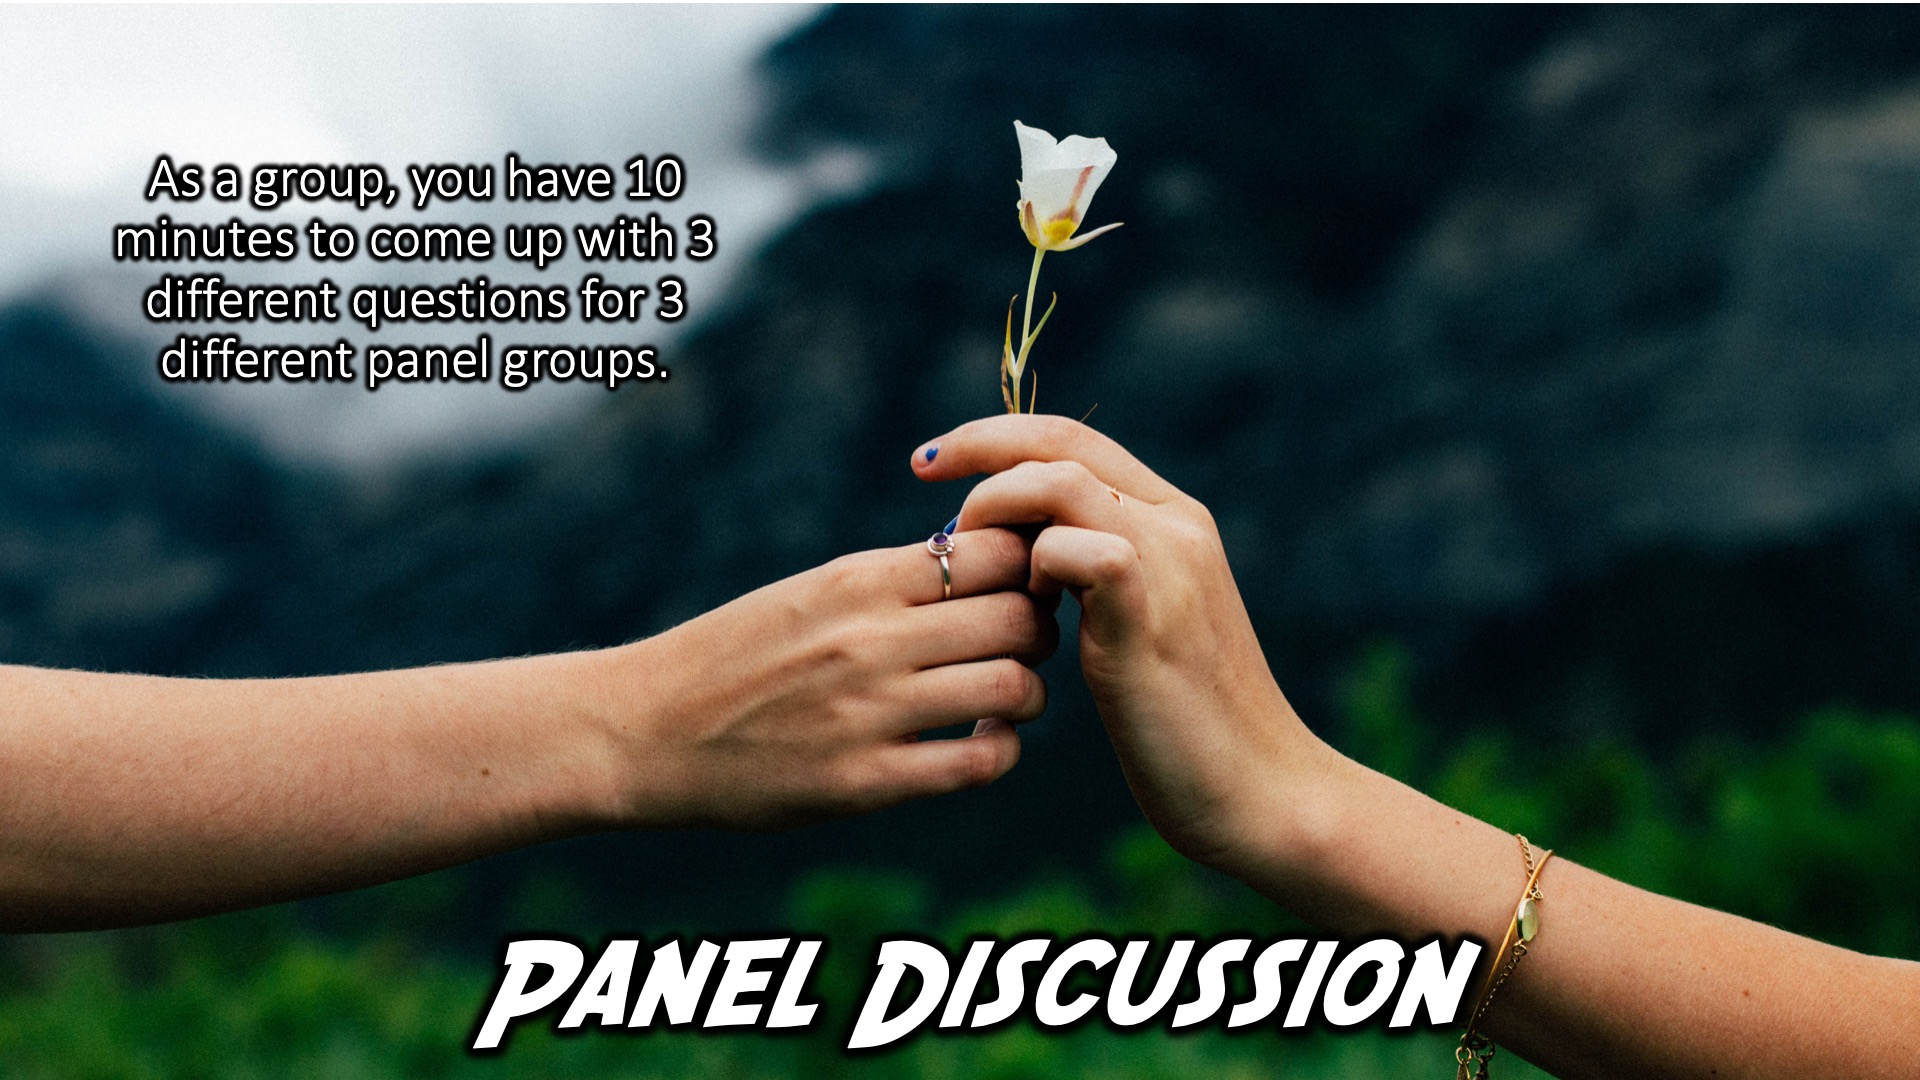 As a group, you have 10
minutes to come up with 3
different questions for 3
different panel groups.
Panel Discussion